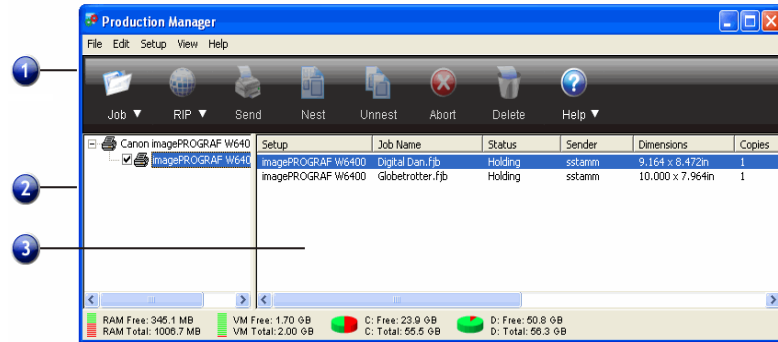 Production Manager
File Edit Setup View Help
1
Job RIP Send Nest Unnest Abort Delete Help
Canon imagePROGRAF W640
imagePROGRAF W640
Setup Job Name Status Sender Dimensions Copies
imagePROGRAF W6400 Digital Dan.fjb Holding sstamm 9.164 x 8.472in 1
imagePROGRAF W6400 Globetrotter.fjb Holding sstamm 10.000 x 7.964in 1
2
3
RAM Free: 345.1 MB VM Free: 1.70 GB C: Free: 23.9 GB D: Free: 50.8 GB
RAM Total: 1006.7 MB VM Total: 2.00 GB C: Total: 55.5 GB D: Total: 56.3 GB